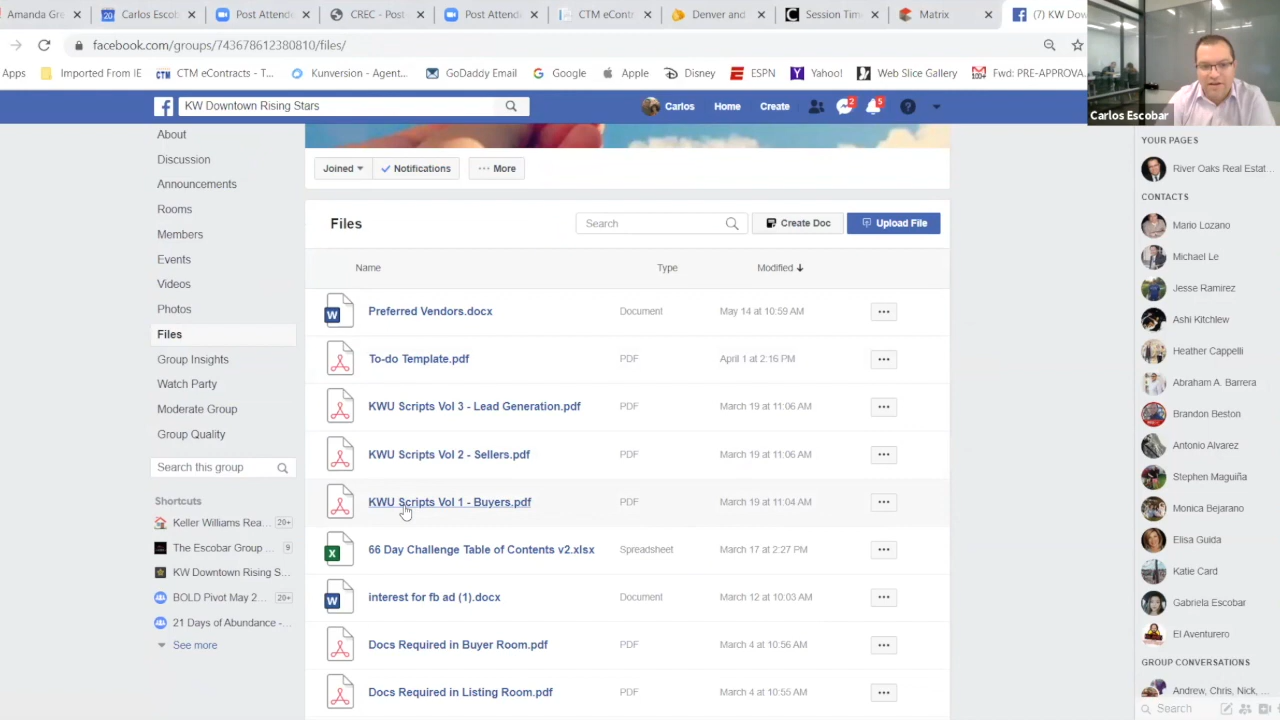 Amanda Gre
20
Carlos Escob
Post Attende
CREC - Post
Post Attende
CTM eContr
Denver and
Session Time
Matrix
(7) KW Dow
facebook.com/groups/743678612380810/files/
Apps
Imported From IE
CTM eContracts - T...
Kunversion - Agent...
GoDaddy Email
Google
Apple
Disney
ESPN
Yahoo!
Web Slice Gallery
Fwd: PRE-APPROVA...
KW Downtown Rising Stars
Carlos
Home
Create
2
5
Carlos Escobar
About
Discussion
Announcements
Rooms
Members
Events
Videos
Photos
Files
Group Insights
Watch Party
Moderate Group
Group Quality
Search this group
Shortcuts
Keller Williams Rea... 20+
The Escobar Group ... 9
KW Downtown Rising S...
BOLD Pivot May 2... 20+
21 Days of Abundance -...
See more
Joined
Notifications
More
Files
Search
Create Doc
Upload File
Name Type Modified
Preferred Vendors.docx Document May 14 at 10:59 AM
To-do Template.pdf PDF April 1 at 2:16 PM
KWU Scripts Vol 3 - Lead Generation.pdf PDF March 19 at 11:06 AM
KWU Scripts Vol 2 - Sellers.pdf PDF March 19 at 11:06 AM
KWU Scripts Vol 1 - Buyers.pdf PDF March 19 at 11:04 AM
66 Day Challenge Table of Contents v2.xlsx Spreadsheet March 17 at 2:27 PM
interest for fb ad (1).docx Document March 12 at 10:03 AM
Docs Required in Buyer Room.pdf PDF March 4 at 10:56 AM
Docs Required in Listing Room.pdf PDF March 4 at 10:55 AM
YOUR PAGES
River Oaks Real Estat...
CONTACTS
Mario Lozano
Michael Le
Jesse Ramirez
Ashi Kitchlew
Heather Cappelli
Abraham A. Barrera
Brandon Beston
Antonio Alvarez
Stephen Maguiña
Monica Bejarano
Elisa Guida
Katie Card
Gabriela Escobar
El Aventurero
GROUP CONVERSATIONS
Andrew, Chris, Nick, ...
Search